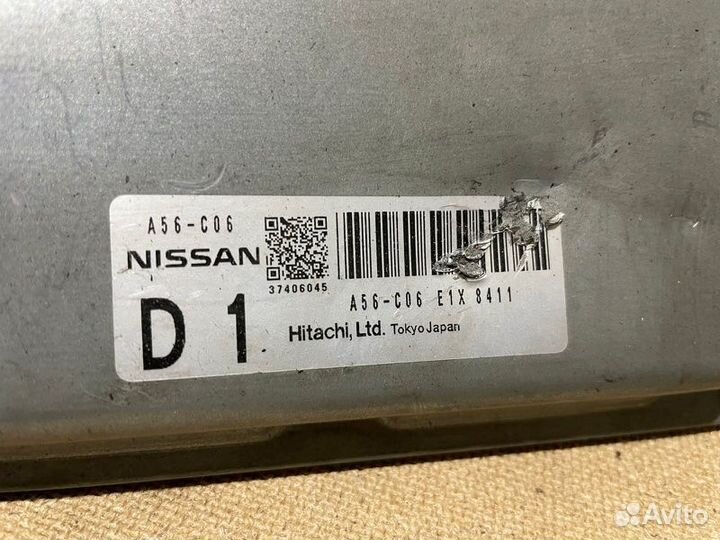 A56-C06
NISSAN
37406045
A56-C06 E1X 8411
D 1
Hitachi, Ltd. Tokyo Japan
Avito